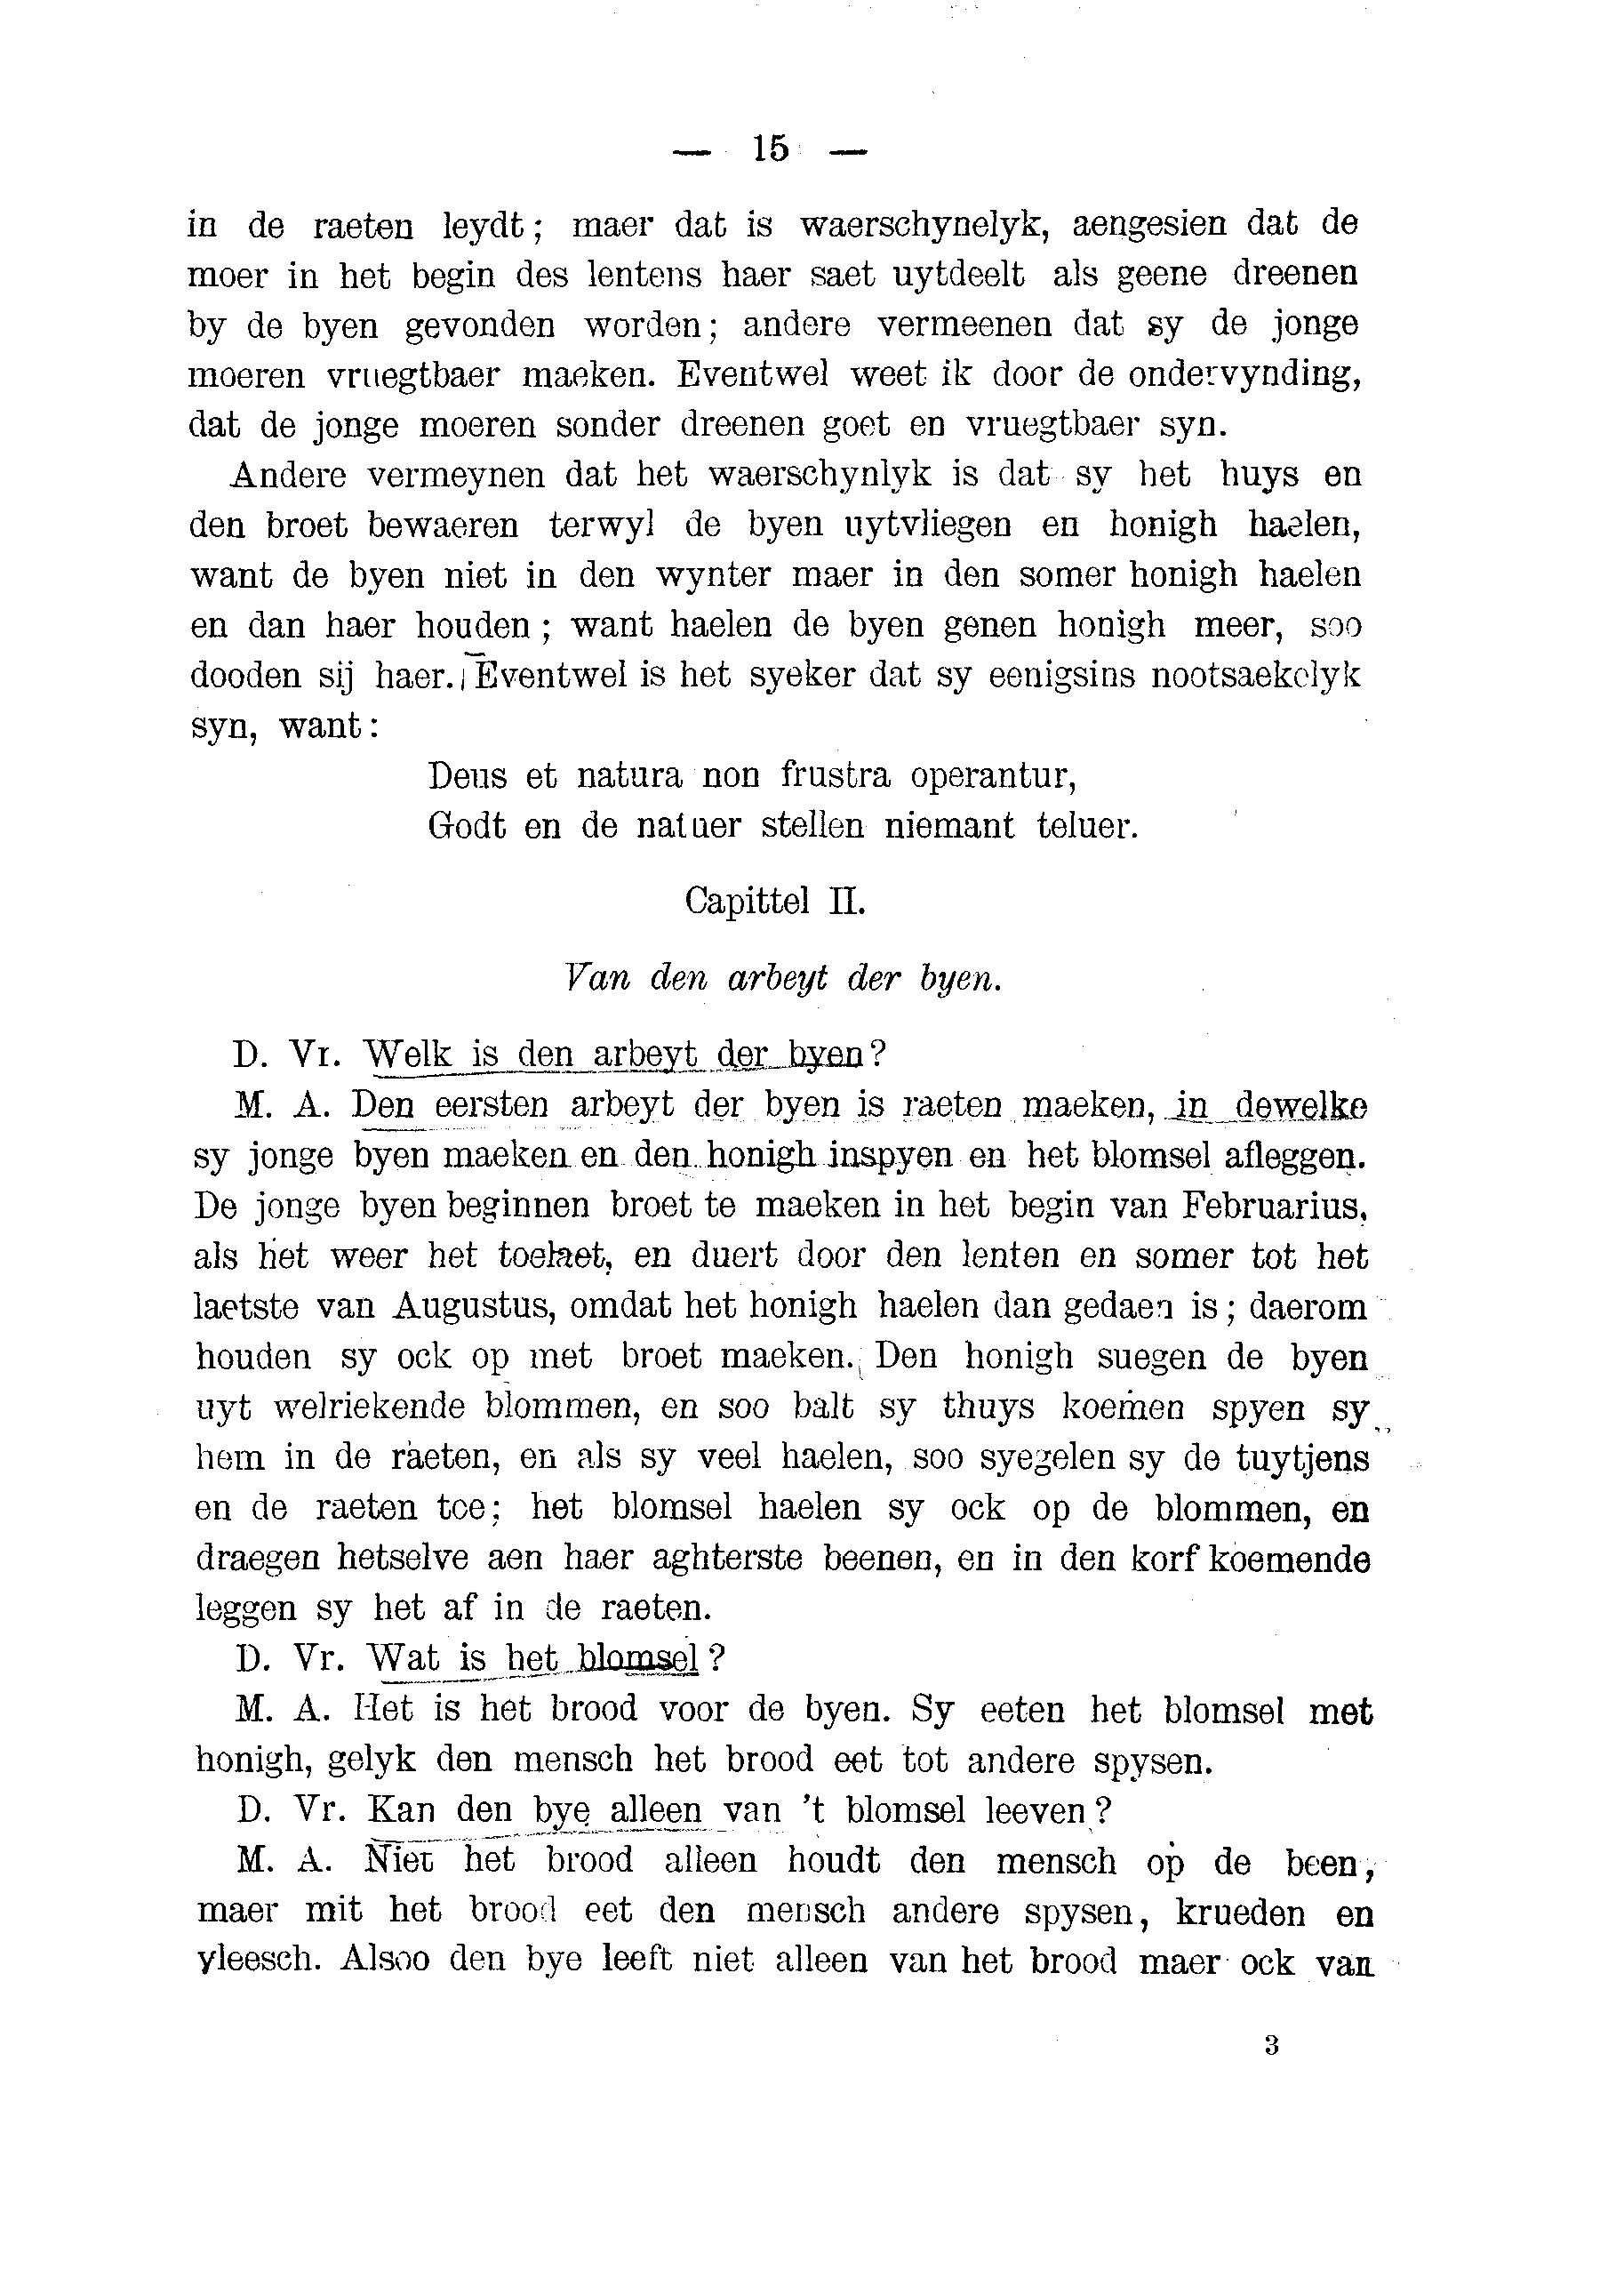 — 15 —
in de raeten leydt; maer dat is waerschynelyk, aengesien dat de
moer in het begin des lentens haer saet uytdeelt als geene dreenen
by de byen gevonden worden; andere vermeenen dat sy de jonge
moeren vruegtbaer maeken. Eventwel weet ik door de ondervynding,
dat de jonge moeren sonder dreenen goet en vruegtbaer syn.
Andere vermeynen dat het waerschynlyk is dat sy het huys en
den broet bewaeren terwyl de byen uytvliegen en honigh haelen,
want de byen niet in den wynter maer in den somer honigh haelen
en dan haer houden; want haelen de byen genen honigh meer, soo
dooden sij haer. Eventwel is het syeker dat sy eenigsins nootsaekelyk
syn, want:
Deus et natura non frustra operantur,
Godt en de natuer stellen niemant teluer.
Capittel II.
Van den arbeyt der byen.
D. Vr. Welk is den arbeyt der byen?
M. A. Den eersten arbeyt der byen is raeten maeken, in dewelke
sy jonge byen maeken en den honigh inspyen en het blomsel afleggen.
De jonge byen beginnen broet te maeken in het begin van Februarius,
als het weer het toelaet, en duert door den lenten en somer tot het
laetste van Augustus, omdat het honigh haelen dan gedaen is; daerom
houden sy ock op met broet maeken. Den honigh suegen de byen
uyt welriekende blommen, en soo balt sy thuys koemen spyen sy
hem in de raeten, en als sy veel haelen, soo syegelen sy de tuytjens
en de raeten toe; het blomsel haelen sy ock op de blommen, en
draegen hetselve aen haer aghterste beenen, en in den korf koemende
leggen sy het af in de raeten.
D. Vr. Wat is het blomsel?
M. A. Het is het brood voor de byen. Sy eeten het blomsel met
honigh, gelyk den mensch het brood eet tot andere spysen.
D. Vr. Kan den bye alleen van 't blomsel leeven?
M. A. Niet het brood alleen houdt den mensch op de been,
maer mit het brood eet den mensch andere spysen, krueden en
vleesch. Alsoo den bye leeft niet alleen van het brood maer ock van
3